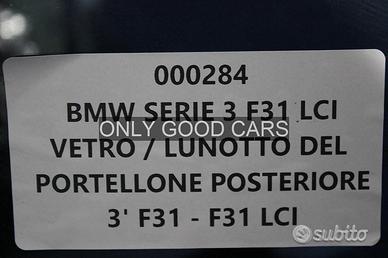 000284
BMW SERIE 3 F31 LCI
ONLY GOOD CARS
VETRO / LUNOTTO DEL
PORTELLONE POSTERIORE
3' F31 - F31 LCI
subito